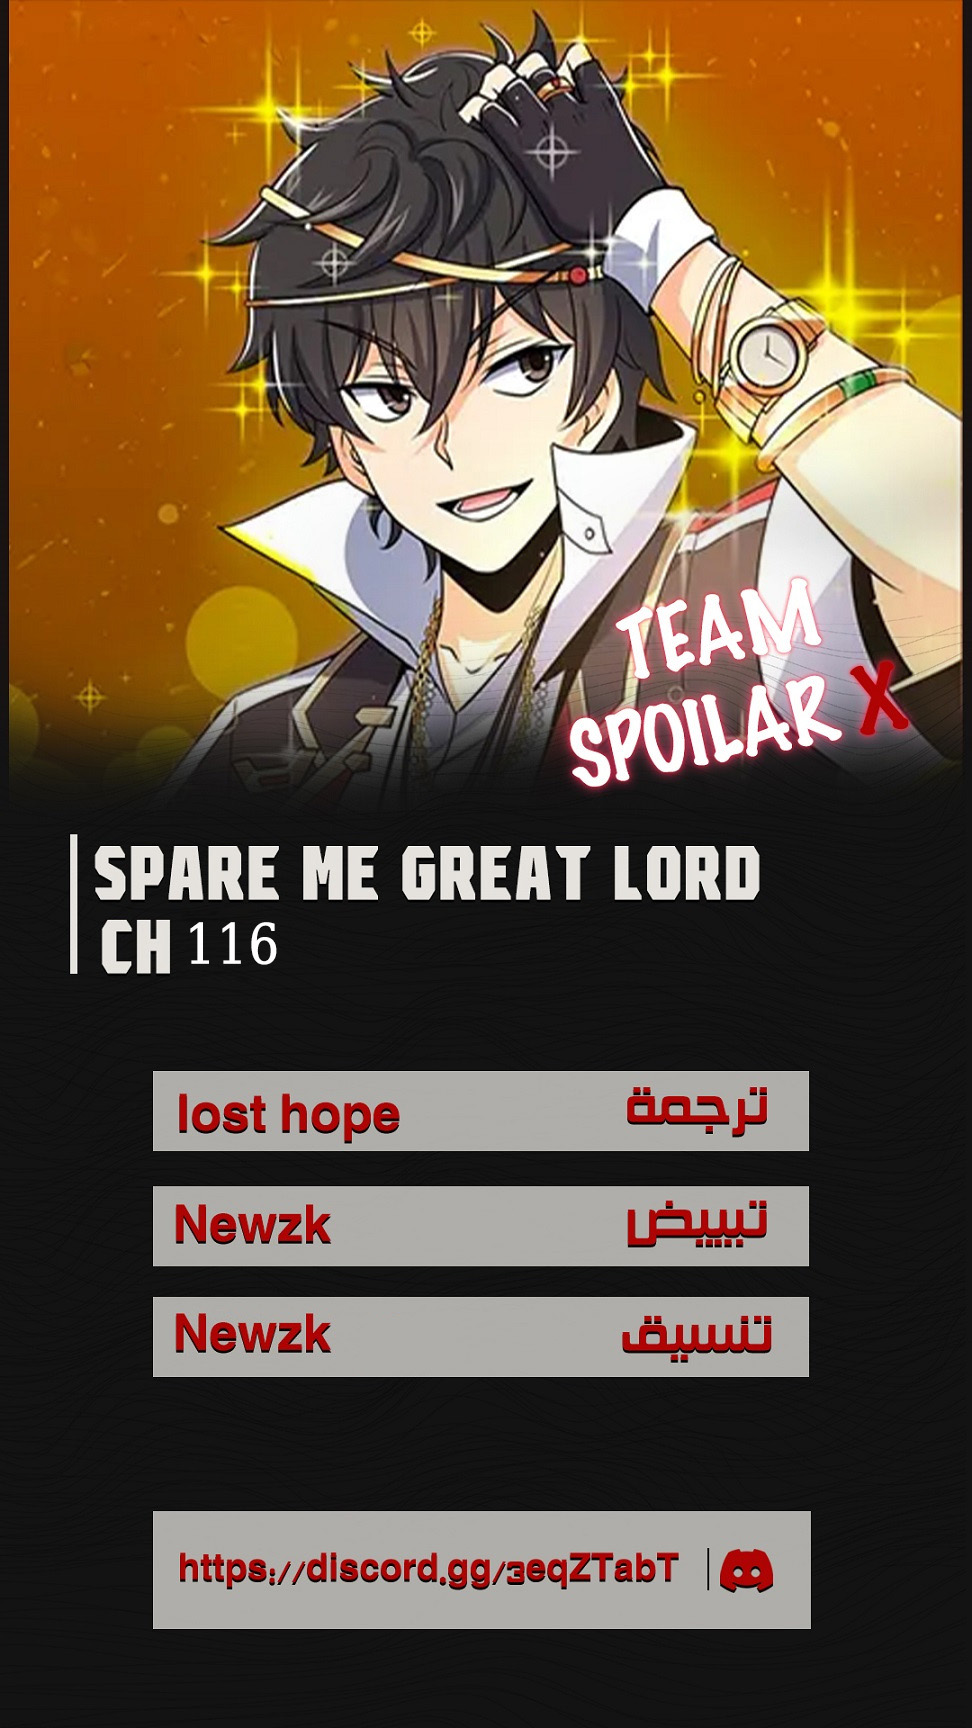 TEAM
SPOILAR X
SPARE ME GREAT LORD
CH 116
lost hope ترجمة
Newzk تبييض
Newzk تنسيق
https://discord.gg/3eqZTabT